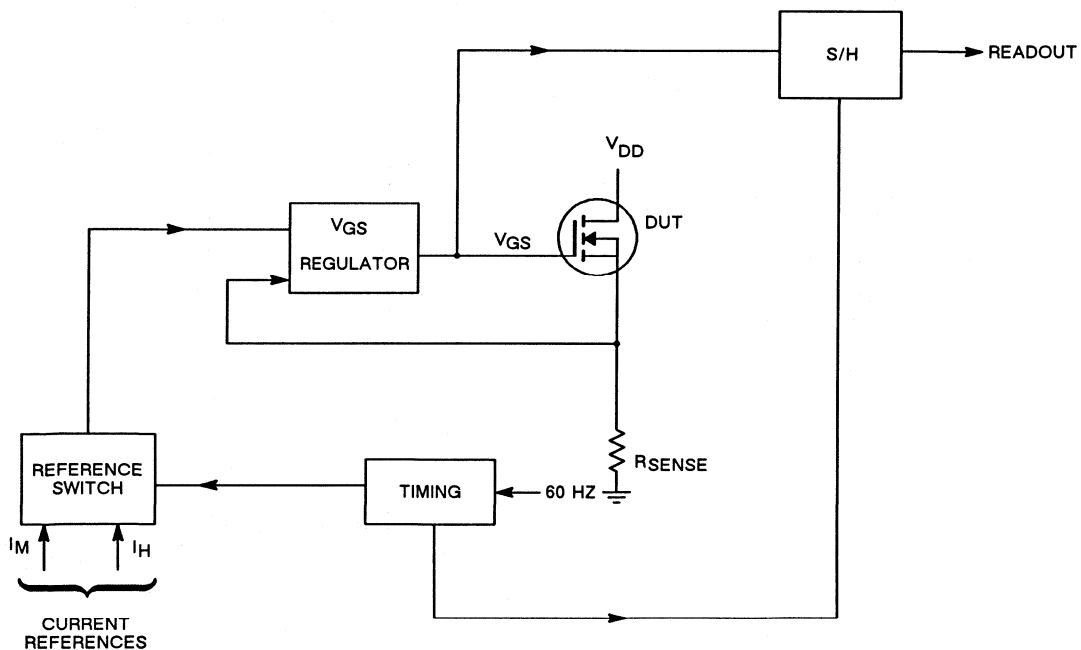 S/H
READOUT
VDD
DUT
VGS
REGULATOR
VGS
REFERENCE
SWITCH
TIMING
60 HZ
RSENSE
IM
IH
CURRENT
REFERENCES